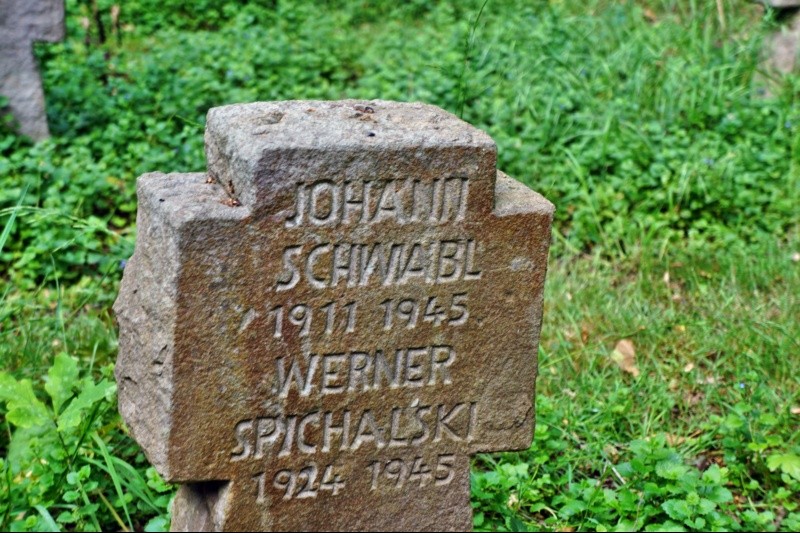 JOHANN
SCHWABL
1911 1945
WERNER
SPICHALSKI
1924 1945